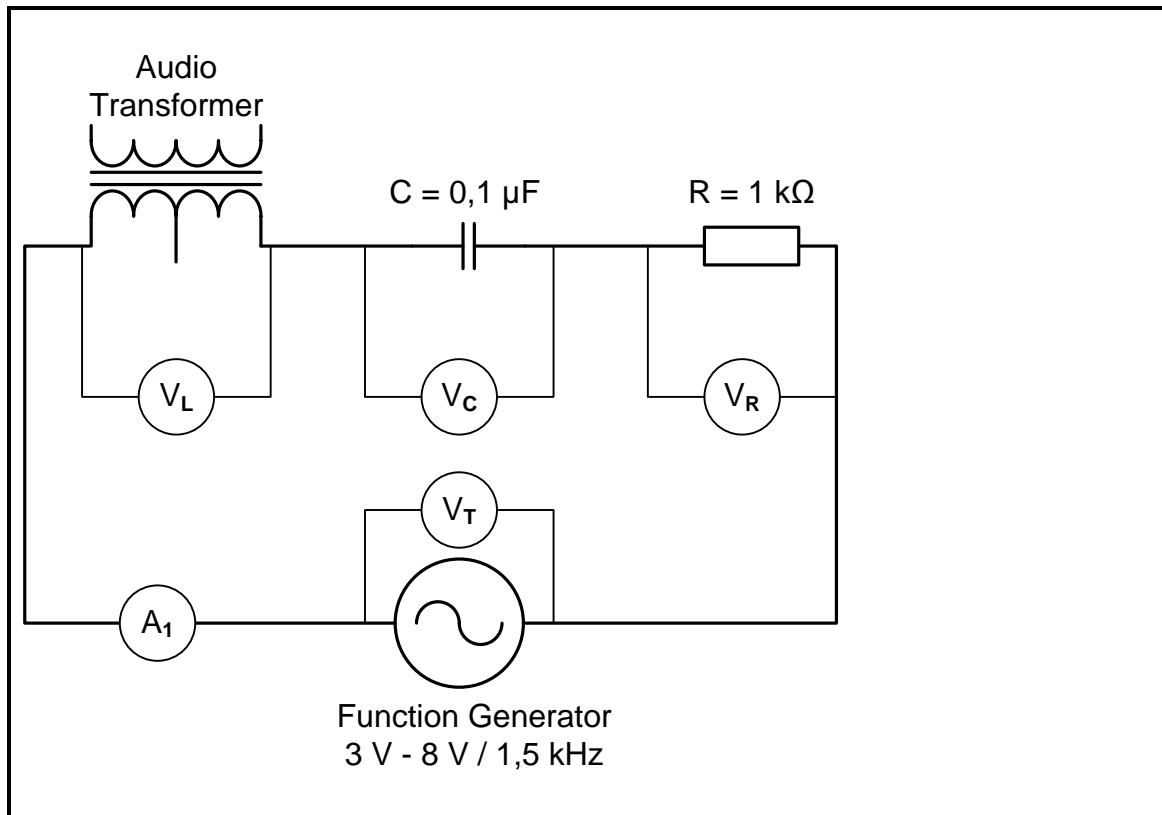 Audio
Transformer
C = 0,1 µF
R = 1 kΩ
VL
VC
VR
VT
A1
Function Generator
3 V - 8 V / 1,5 kHz